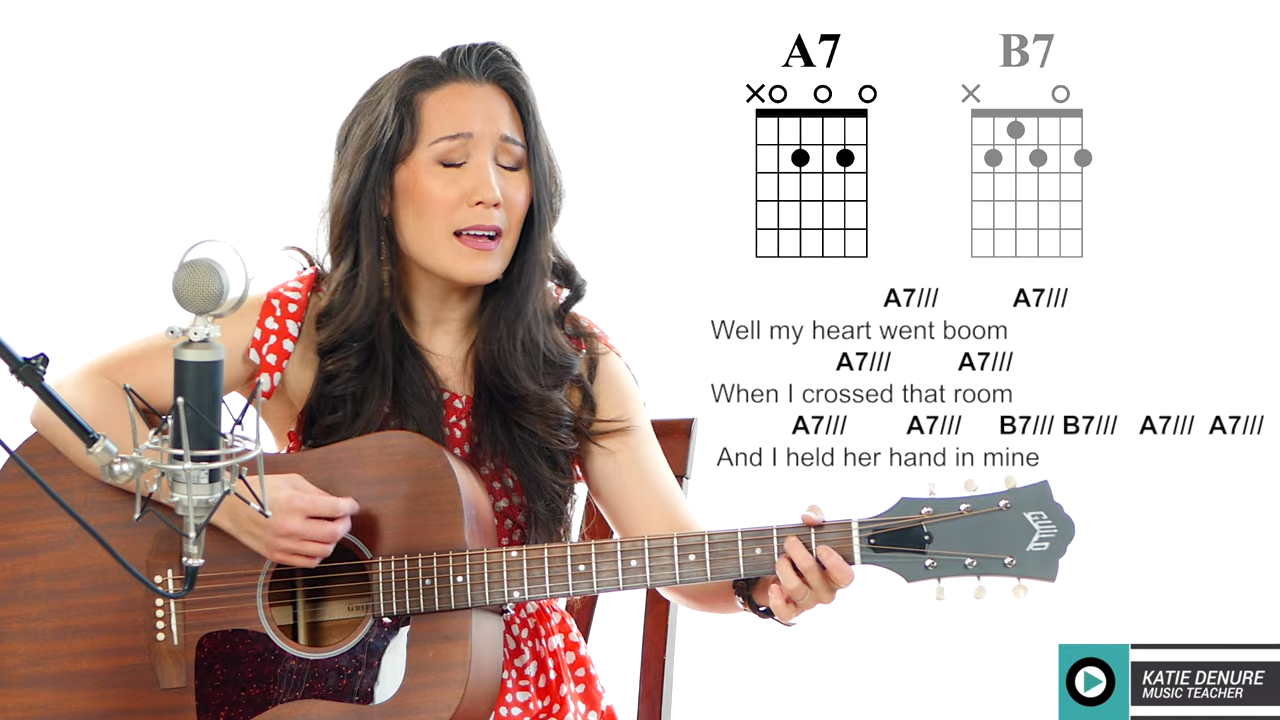 A7 B7
A7/// A7///
Well my heart went boom
A7/// A7///
When I crossed that room
A7/// A7/// B7/// B7/// A7/// A7///
And I held her hand in mine
GUILD
KATIE DENURE
MUSIC TEACHER